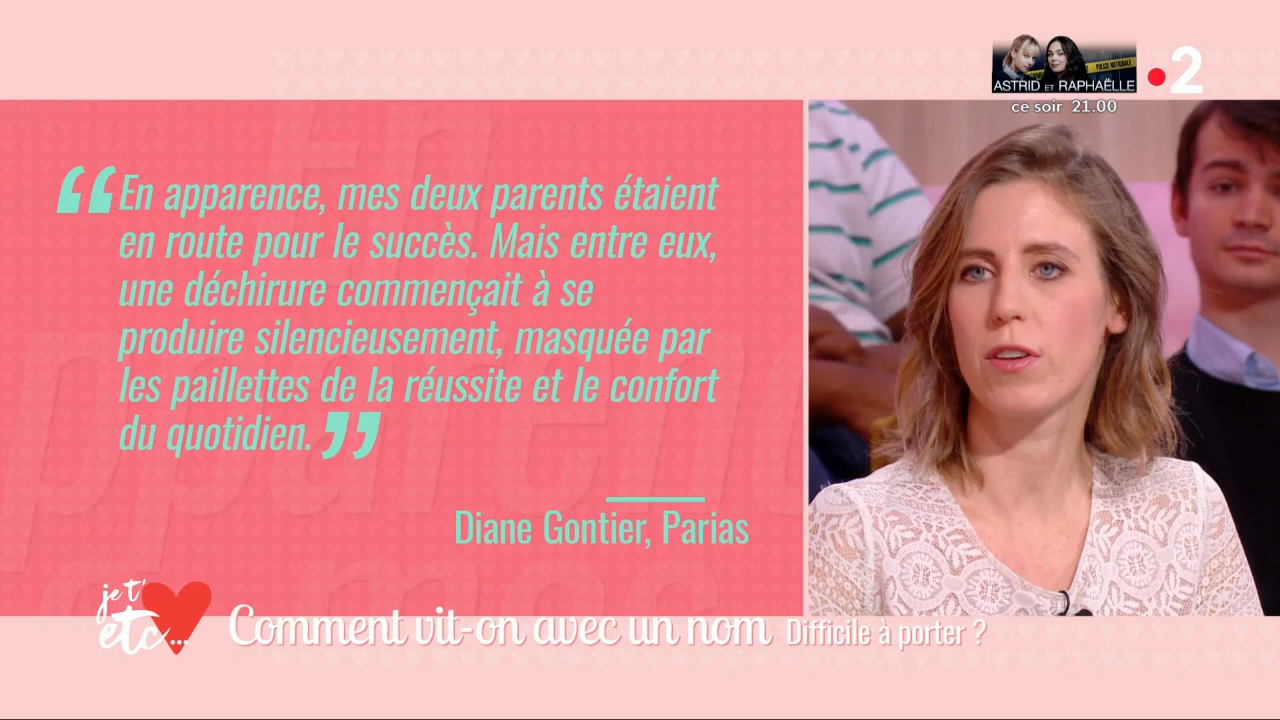 POLICE NATIONALE
ASTRID ET RAPHAËLLE
2
ce soir 21.00
“En apparence, mes deux parents étaient
en route pour le succès. Mais entre eux,
une déchirure commençait à se
produire silencieusement, masquée par
les paillettes de la réussite et le confort
du quotidien.”
Diane Gontier, Parias
je t'
etc...
Comment vit-on avec un nom Difficile à porter ?